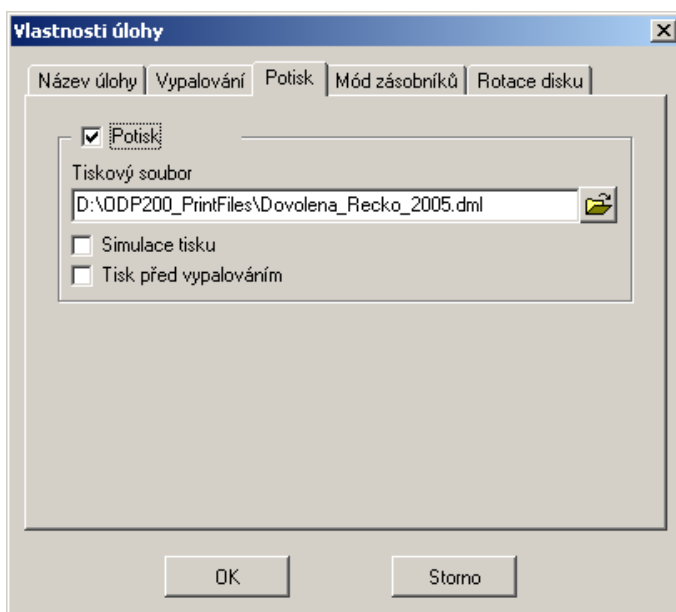 Vlastnosti úlohy
Název úlohy Vypalování Potisk Mód zásobníků Rotace disku
Potisk
Tiskový soubor
D:\ODP200_PrintFiles\Dovolena_Recko_2005.dml
Simulace tisku
Tisk před vypalováním
OK Storno